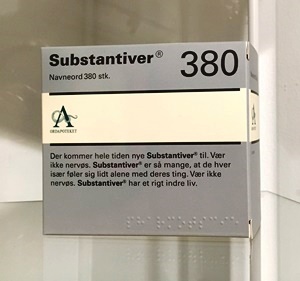 Substantiver® 380
Navneord 380 stk.
A
ORDAPOTEKET
Der kommer hele tiden nye Substantiver® til. Vær
ikke nervøs. Substantiver® er så mange, at de hver
især føler sig lidt alene med deres ting. Vær ikke
nervøs. Substantiver® har et rigt indre liv.